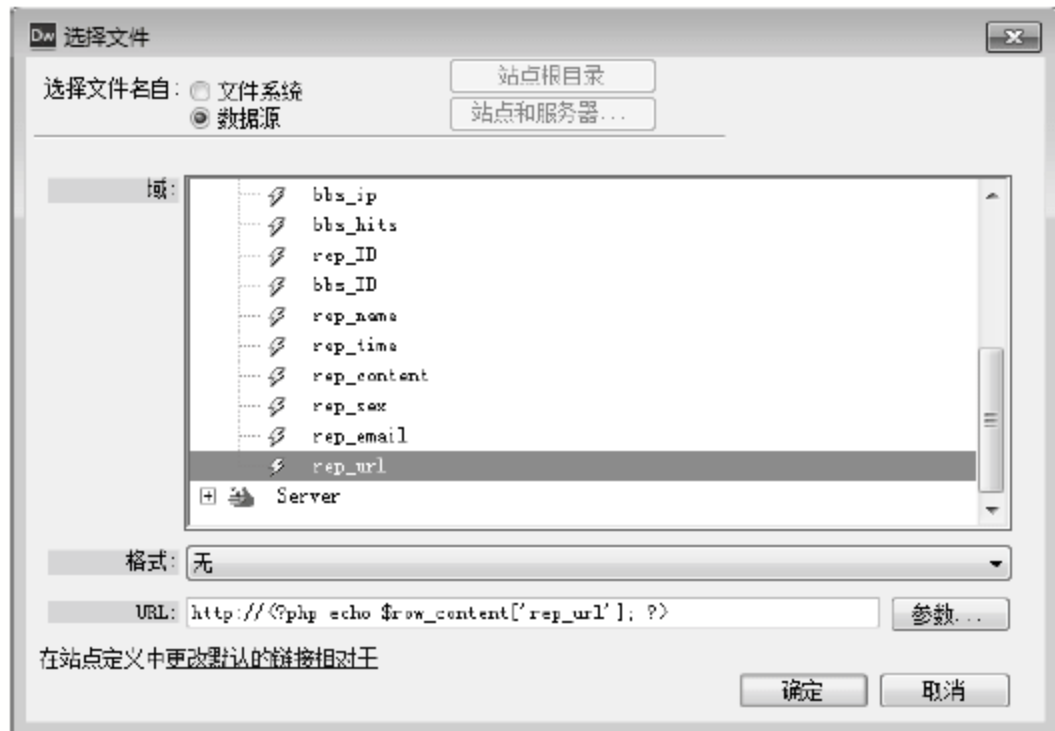 Dw 选择文件
选择文件名自: 文件系统 站点根目录
数据源 站点和服务器...
域:
bbs_ip
bbs_hits
rep_ID
bbs_ID
rep_name
rep_time
rep_content
rep_sex
rep_email
rep_url
Server
格式: 无
URL: http://<?php echo $row_content['rep_url']; ?> 参数...
在站点定义中更改默认的链接相对于
确定 取消